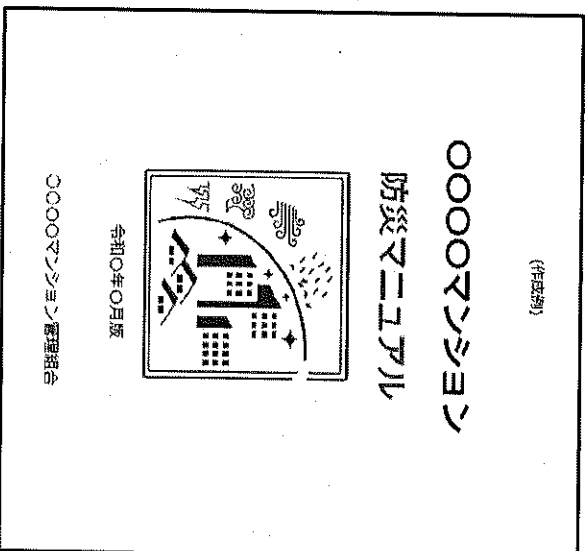 (作成例)
○○○○マンション
防災マニュアル
令和○年○月版
○○○○マンション管理組合